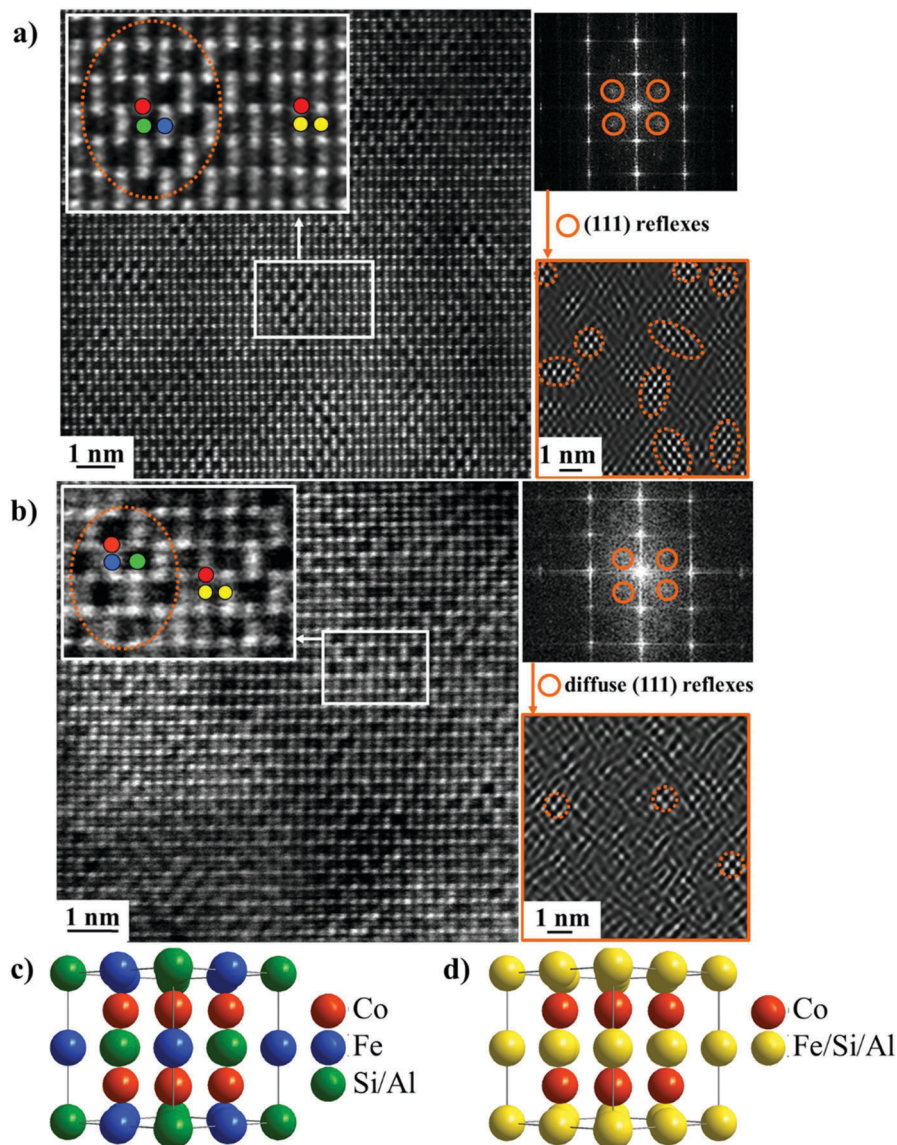 a)
(111) reflexes
1 nm
1 nm
b)
diffuse (111) reflexes
1 nm
1 nm
c)
Co
Fe
Si/Al
d)
Co
Fe/Si/Al